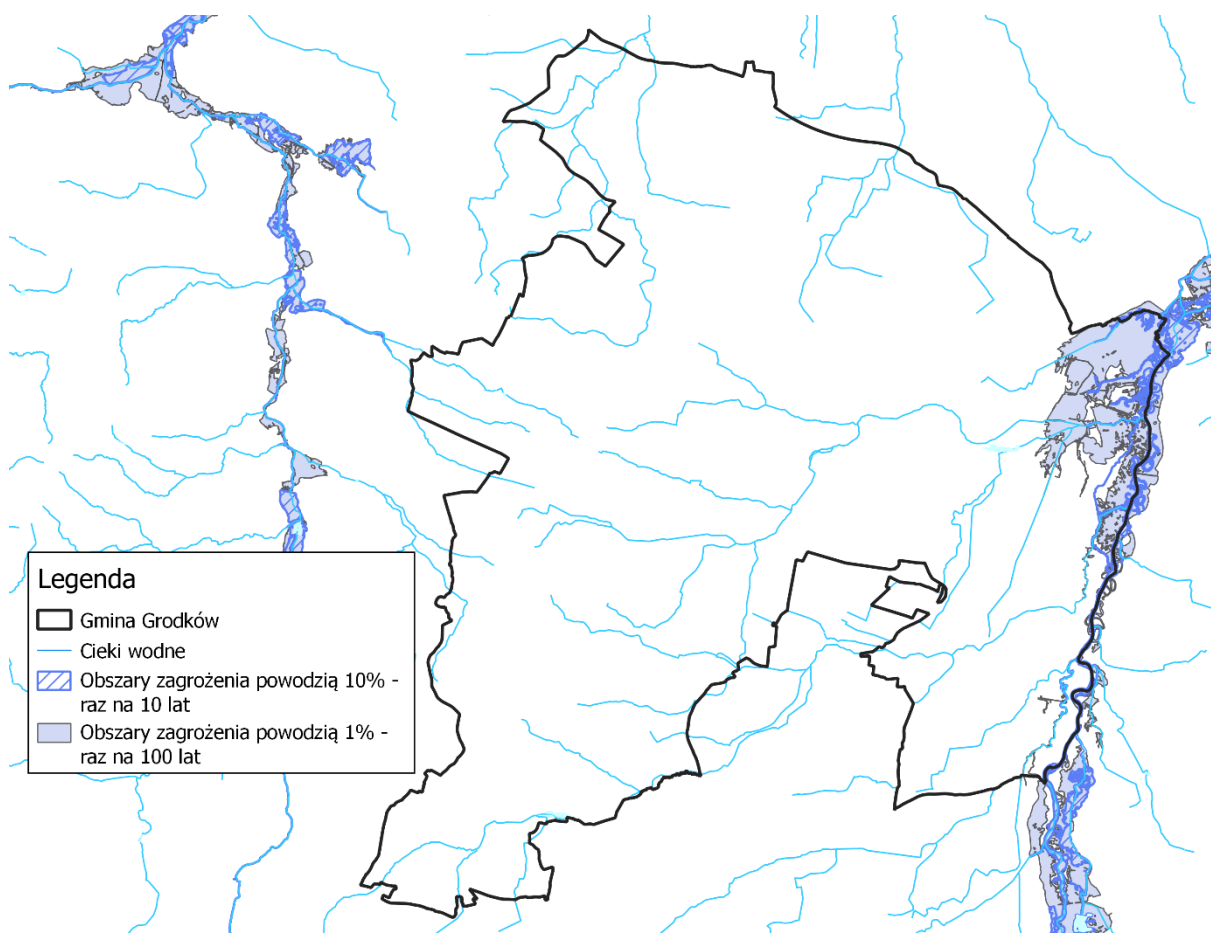 Legenda
Gmina Grodków
Cieki wodne
Obszary zagrożenia powodzią 10% -
raz na 10 lat
Obszary zagrożenia powodzią 1% -
raz na 100 lat